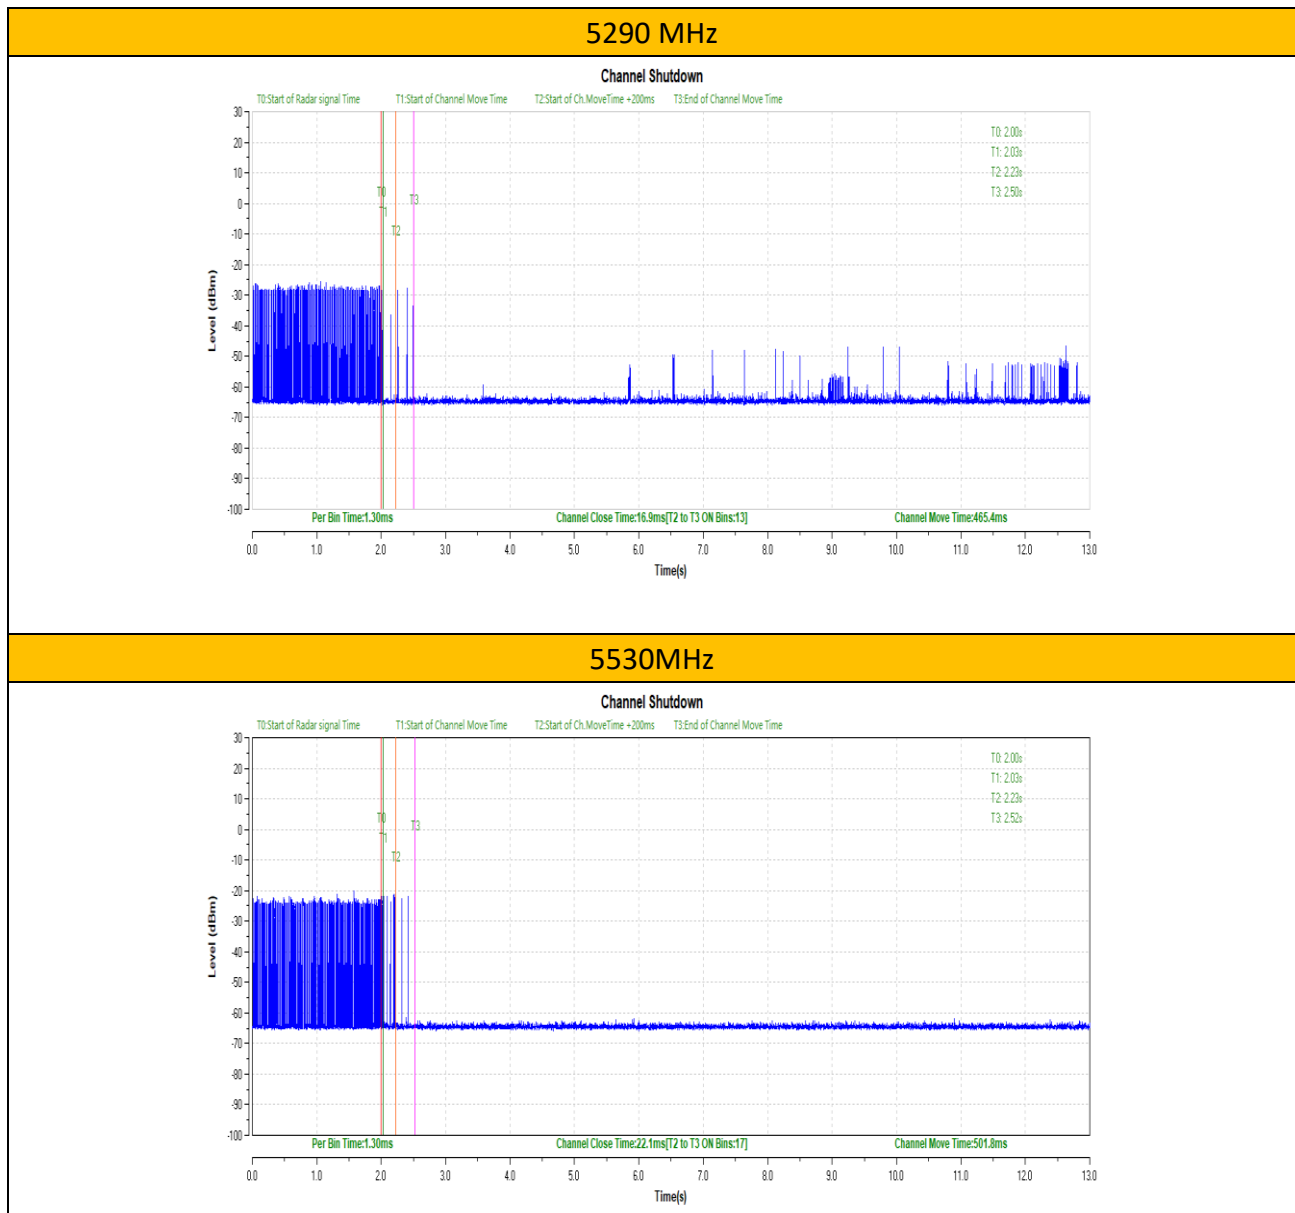 5290 MHz
Channel Shutdown
T0:Start of Radar signal Time T1:Start of Channel Move Time T2:Start of Ch.MoveTime +200ms T3:End of Channel Move Time
30
20
10
0
-10
-20
-30
-40
-50
-60
-70
-80
-90
-100
Level (dBm)
T0
T1
T2
T3
T0: 2.00s
T1: 2.03s
T2: 2.23s
T3: 2.50s
Per Bin Time:1.30ms Channel Close Time:16.9ms[T2 to T3 ON Bins:13] Channel Move Time:465.4ms
0.0 1.0 2.0 3.0 4.0 5.0 6.0 7.0 8.0 9.0 10.0 11.0 12.0 13.0
Time(s)
5530MHz
Channel Shutdown
T0:Start of Radar signal Time T1:Start of Channel Move Time T2:Start of Ch.MoveTime +200ms T3:End of Channel Move Time
30
20
10
0
-10
-20
-30
-40
-50
-60
-70
-80
-90
-100
Level (dBm)
T0
T1
T2
T3
T0: 2.00s
T1: 2.03s
T2: 2.23s
T3: 2.52s
Per Bin Time:1.30ms Channel Close Time:22.1ms[T2 to T3 ON Bins:17] Channel Move Time:501.8ms
0.0 1.0 2.0 3.0 4.0 5.0 6.0 7.0 8.0 9.0 10.0 11.0 12.0 13.0
Time(s)